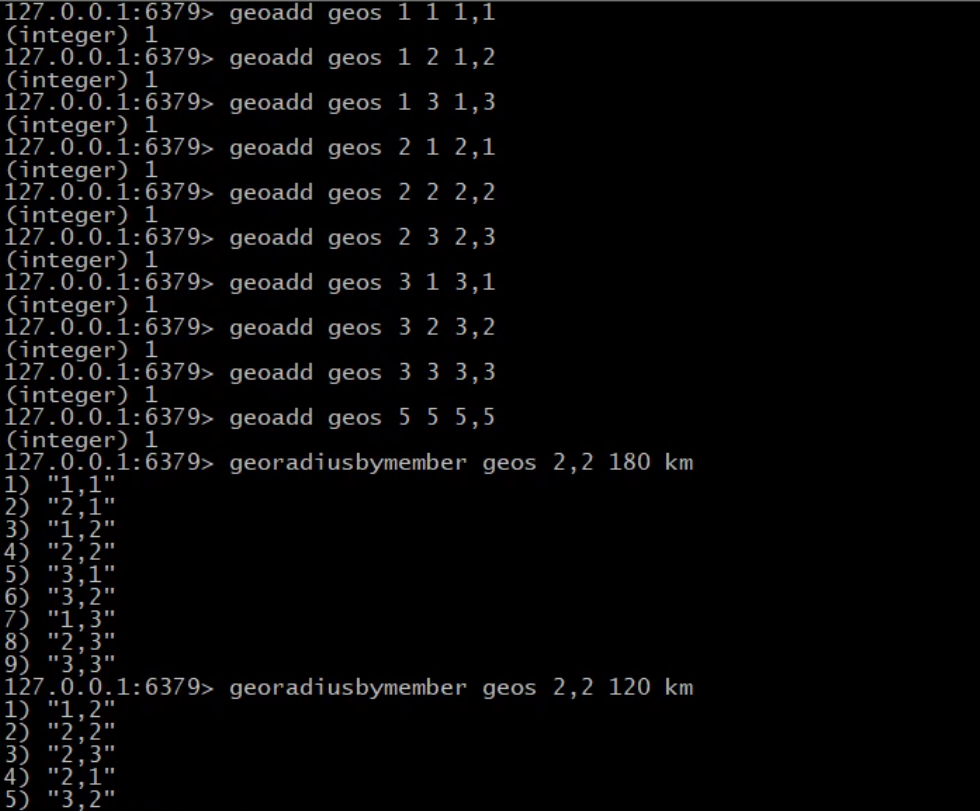 127.0.0.1:6379> geoadd geos 1 1 1,1
(integer) 1
127.0.0.1:6379> geoadd geos 1 2 1,2
(integer) 1
127.0.0.1:6379> geoadd geos 1 3 1,3
(integer) 1
127.0.0.1:6379> geoadd geos 2 1 2,1
(integer) 1
127.0.0.1:6379> geoadd geos 2 2 2,2
(integer) 1
127.0.0.1:6379> geoadd geos 2 3 2,3
(integer) 1
127.0.0.1:6379> geoadd geos 3 1 3,1
(integer) 1
127.0.0.1:6379> geoadd geos 3 2 3,2
(integer) 1
127.0.0.1:6379> geoadd geos 3 3 3,3
(integer) 1
127.0.0.1:6379> geoadd geos 5 5 5,5
(integer) 1
127.0.0.1:6379> georadiusbymember geos 2,2 180 km
1) "1,1"
2) "2,1"
3) "1,2"
4) "2,2"
5) "3,1"
6) "3,2"
7) "1,3"
8) "2,3"
9) "3,3"
127.0.0.1:6379> georadiusbymember geos 2,2 120 km
1) "1,2"
2) "2,2"
3) "2,3"
4) "2,1"
5) "3,2"